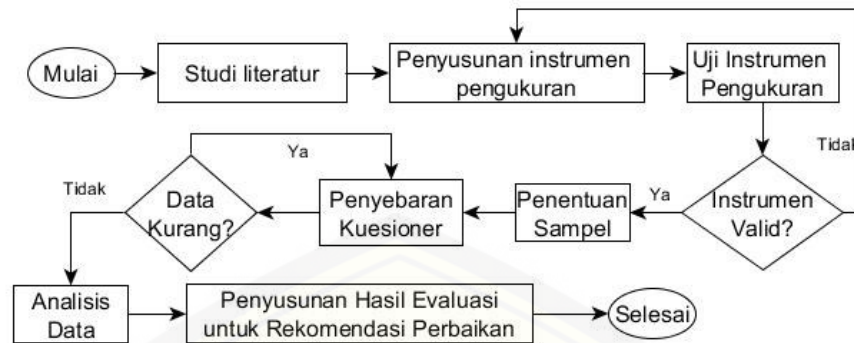 Mulai
Studi literatur
Penyusunan instrumen
pengukuran
Uji Instrumen
Pengukuran
Tidak
Instrumen
Valid?
Ya
Penentuan
Sampel
Penyebaran
Kuesioner
Ya
Data
Kurang?
Tidak
Analisis
Data
Penyusunan Hasil Evaluasi
untuk Rekomendasi Perbaikan
Selesai